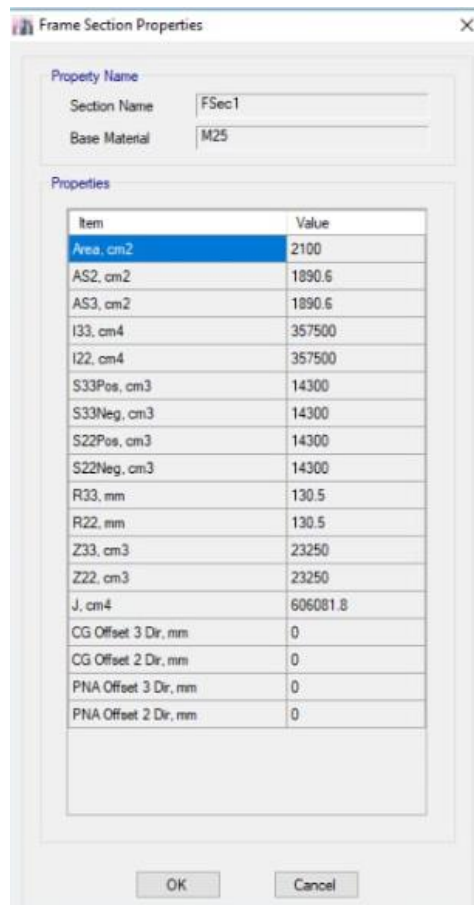 Frame Section Properties
Property Name
Section Name FSec1
Base Material M25
Properties
Item Value
Area, cm2 2100
AS2, cm2 1890.6
AS3, cm2 1890.6
I33, cm4 357500
I22, cm4 357500
S33Pos, cm3 14300
S33Neg, cm3 14300
S22Pos, cm3 14300
S22Neg, cm3 14300
R33, mm 130.5
R22, mm 130.5
Z33, cm3 23250
Z22, cm3 23250
J, cm4 606081.8
CG Offset 3 Dir, mm 0
CG Offset 2 Dir, mm 0
PNA Offset 3 Dir, mm 0
PNA Offset 2 Dir, mm 0
OK Cancel